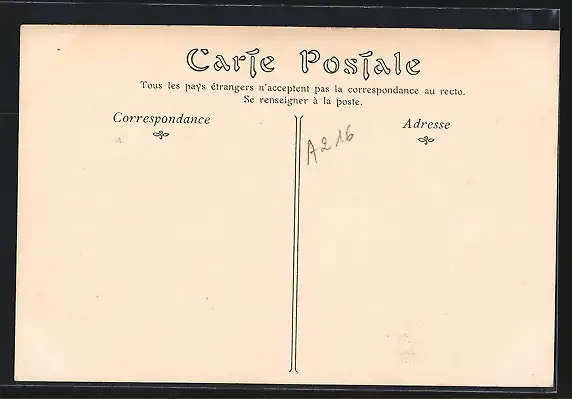 Carte Postale
Tous les pays étrangers n'acceptent pas la correspondance au recto.
Se renseigner à la poste.
Correspondance
Adresse
A216